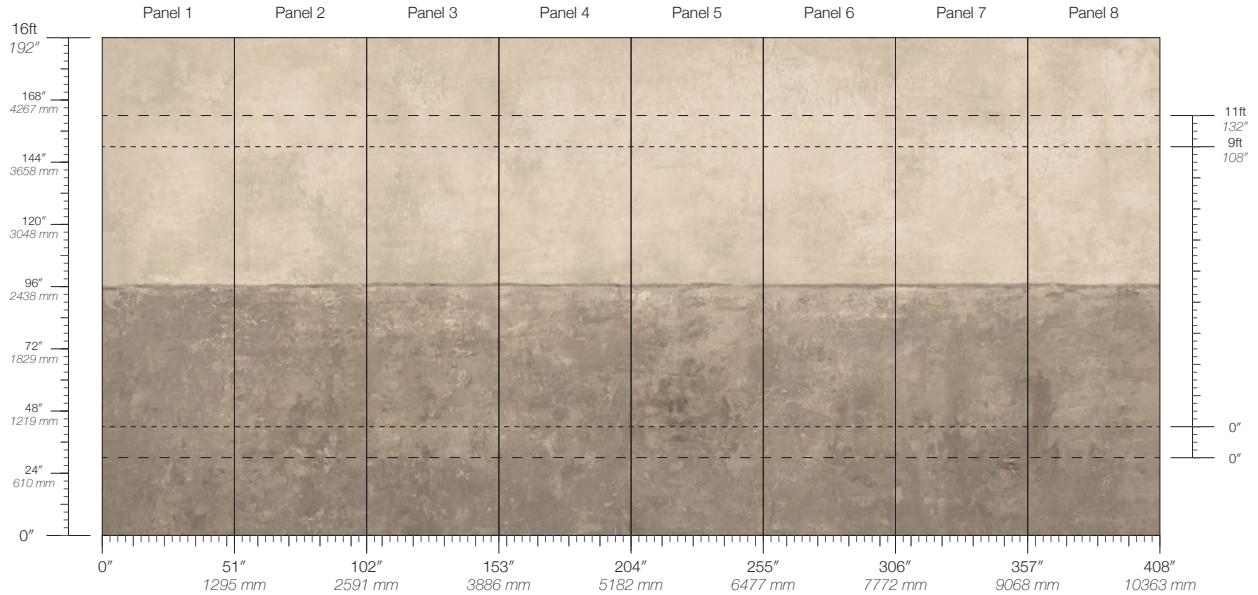 Panel 1 Panel 2 Panel 3 Panel 4 Panel 5 Panel 6 Panel 7 Panel 8
16ft
192″
168″
4267 mm
144″
3658 mm
120″
3048 mm
96″
2438 mm
72″
1829 mm
48″
1219 mm
24″
610 mm
0″
11ft
132″
9ft
108″
0″
0″
0″ 51″ 102″ 153″ 204″ 255″ 306″ 357″ 408″
1295 mm 2591 mm 3886 mm 5182 mm 6477 mm 7772 mm 9068 mm 10363 mm